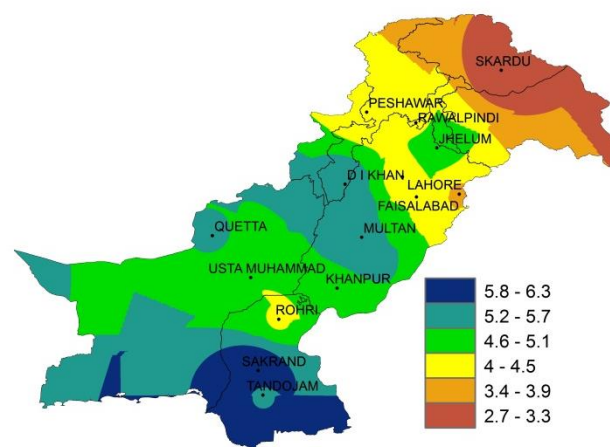 SKARDU
PESHAWAR
RAWALPINDI
JHELUM
D I KHAN
LAHORE
FAISALABAD
QUETTA
MULTAN
USTA MUHAMMAD
KHANPUR
ROHRI
SAKRAND
TANDOJAM
5.8 - 6.3
5.2 - 5.7
4.6 - 5.1
4 - 4.5
3.4 - 3.9
2.7 - 3.3